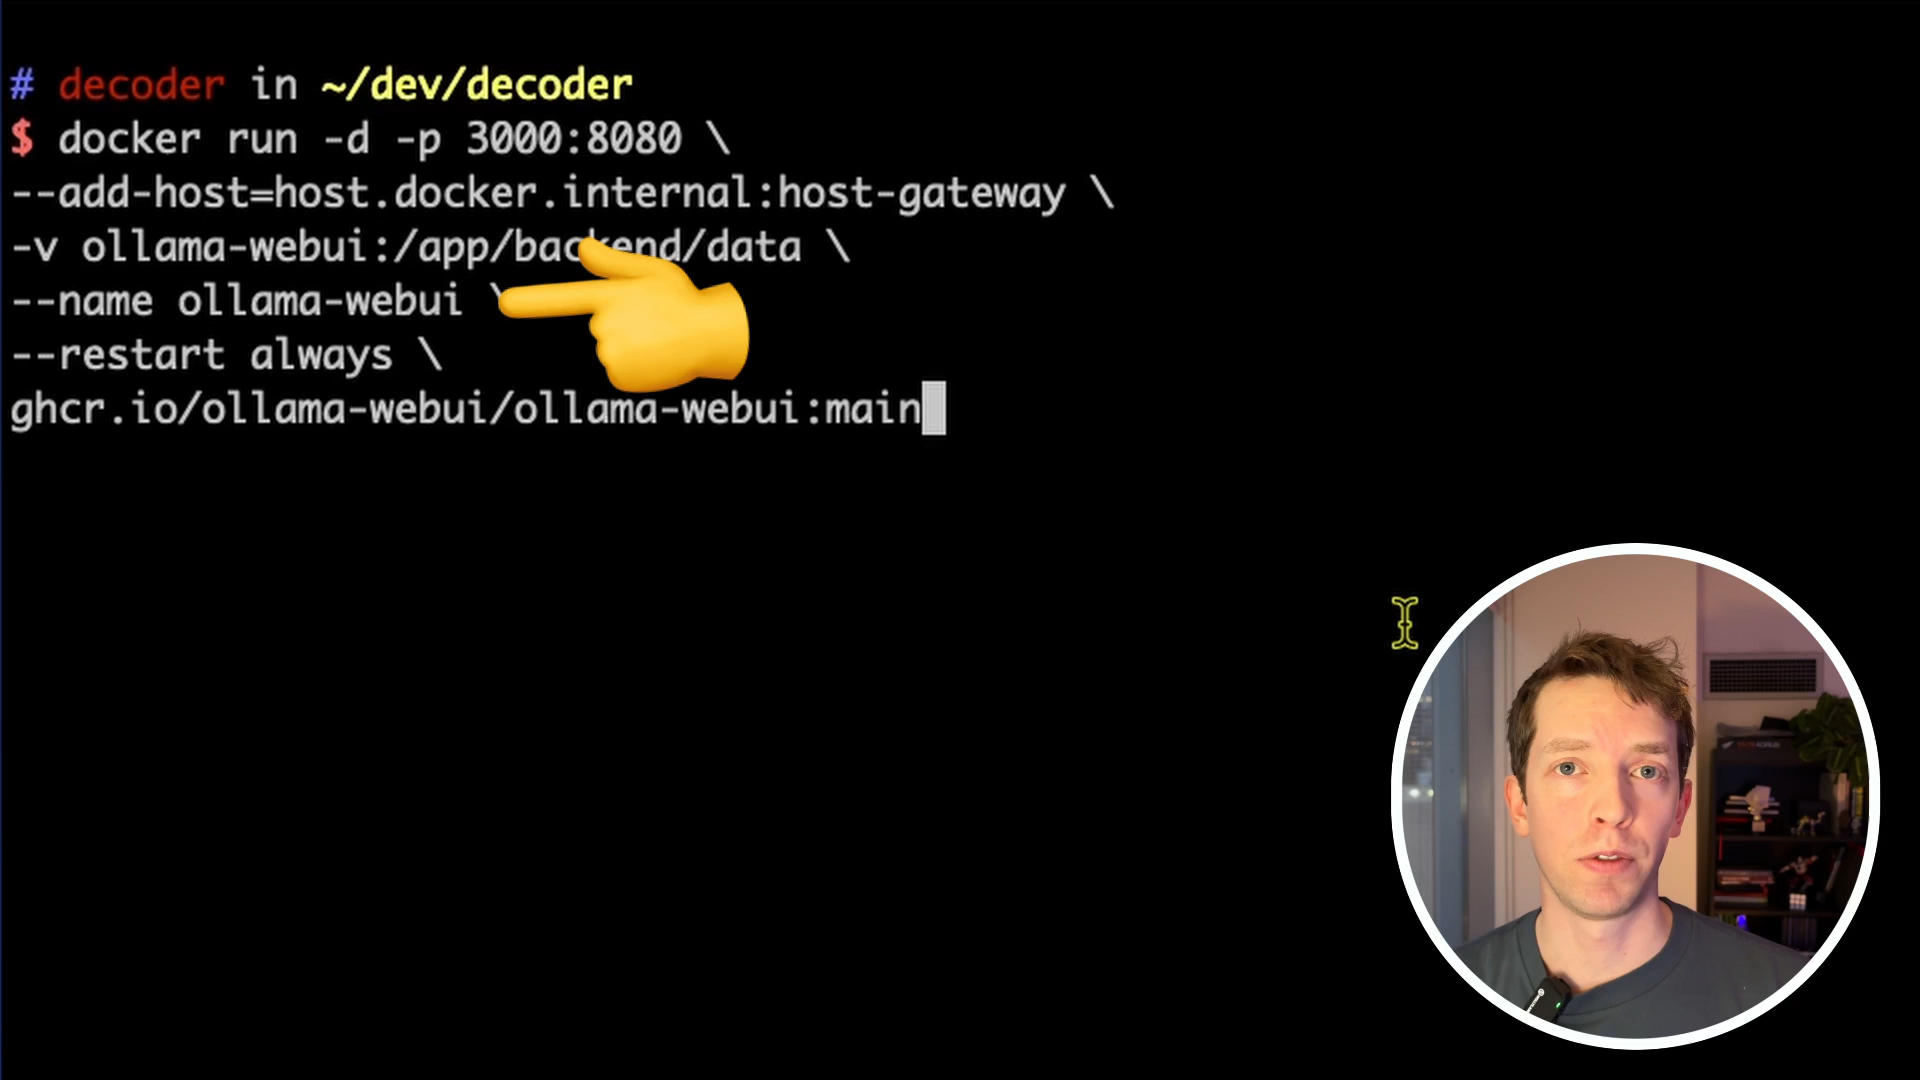 # decoder in ~/dev/decoder
$ docker run -d -p 3000:8080 \
--add-host=host.docker.internal:host-gateway \
-v ollama-webui:/app/backend/data \
--name ollama-webui \
--restart always \
ghcr.io/ollama-webui/ollama-webui:main